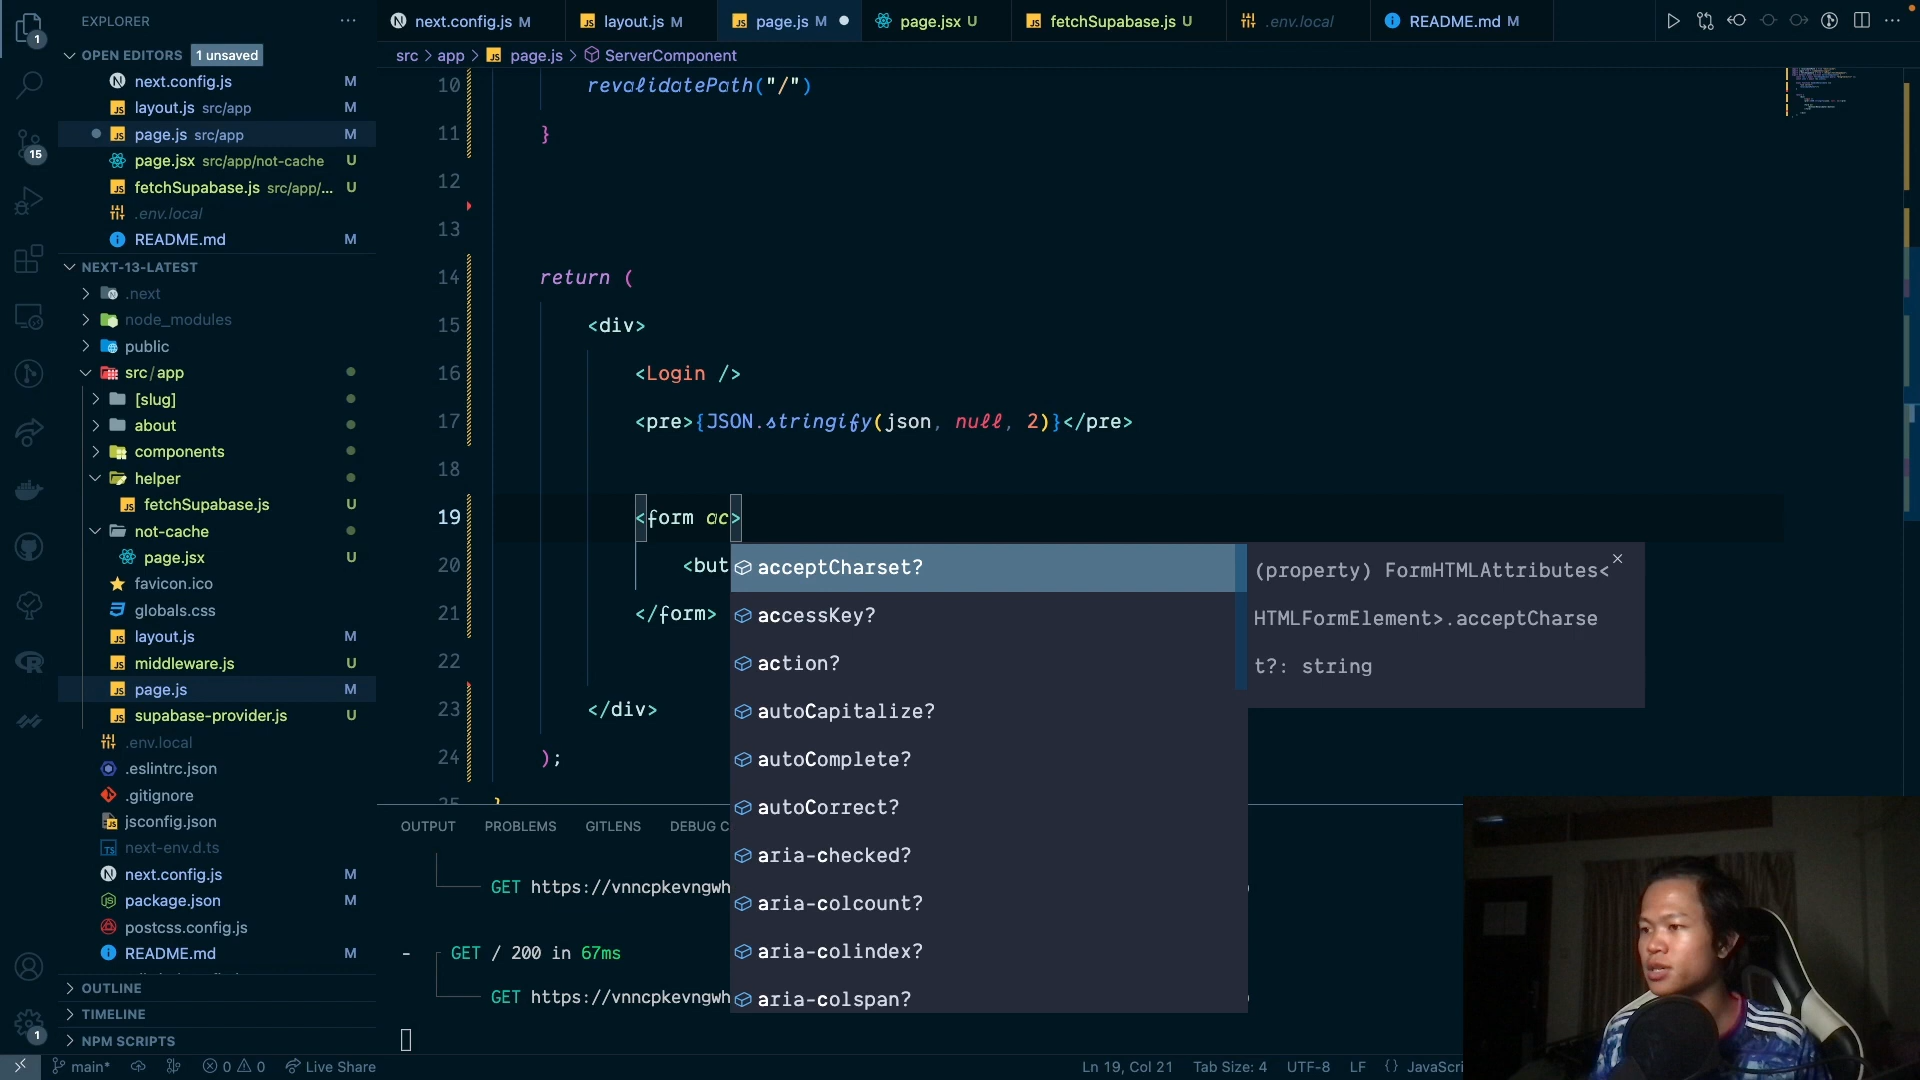 EXPLORER
next.config.js M
layout.js M
page.js M
page.jsx U
fetchSupabase.js U
.env.local
README.md M
OPEN EDITORS 1 unsaved
next.config.js M
layout.js src/app M
page.js src/app M
page.jsx src/app/not-cache U
fetchSupabase.js src/app/... U
.env.local
README.md M
NEXT-13-LATEST
.next
node_modules
public
src / app
[slug]
about
components
helper
fetchSupabase.js U
not-cache
page.jsx U
favicon.ico
globals.css
layout.js M
middleware.js U
page.js M
supabase-provider.js U
.env.local
.eslintrc.json
.gitignore
jsconfig.json
next-env.d.ts
next.config.js M
package.json M
postcss.config.js
README.md M
OUTLINE
TIMELINE
NPM SCRIPTS
1
15
1
src > app > page.js > ServerComponent
10 revalidatePath("/")
11 }
12
13
14 return (
15 <div>
16 <Login />
17 <pre>{JSON.stringify(json, null, 2)}</pre>
18
19 <form ac>
20 <but
21 </form>
22
23 </div>
24 );
25 }
acceptCharset?
accessKey?
action?
autoCapitalize?
autoComplete?
autoCorrect?
aria-checked?
aria-colcount?
aria-colindex?
aria-colspan?
(property) FormHTMLAttributes<
HTMLFormElement>.acceptCharse
t?: string
OUTPUT PROBLEMS GITLENS DEBUG C
GET https://vnncpkevngwh
- GET / 200 in 67ms
GET https://vnncpkevngwh
main* 0 0 Live Share Ln 19, Col 21 Tab Size: 4 UTF-8 LF {} JavaScri